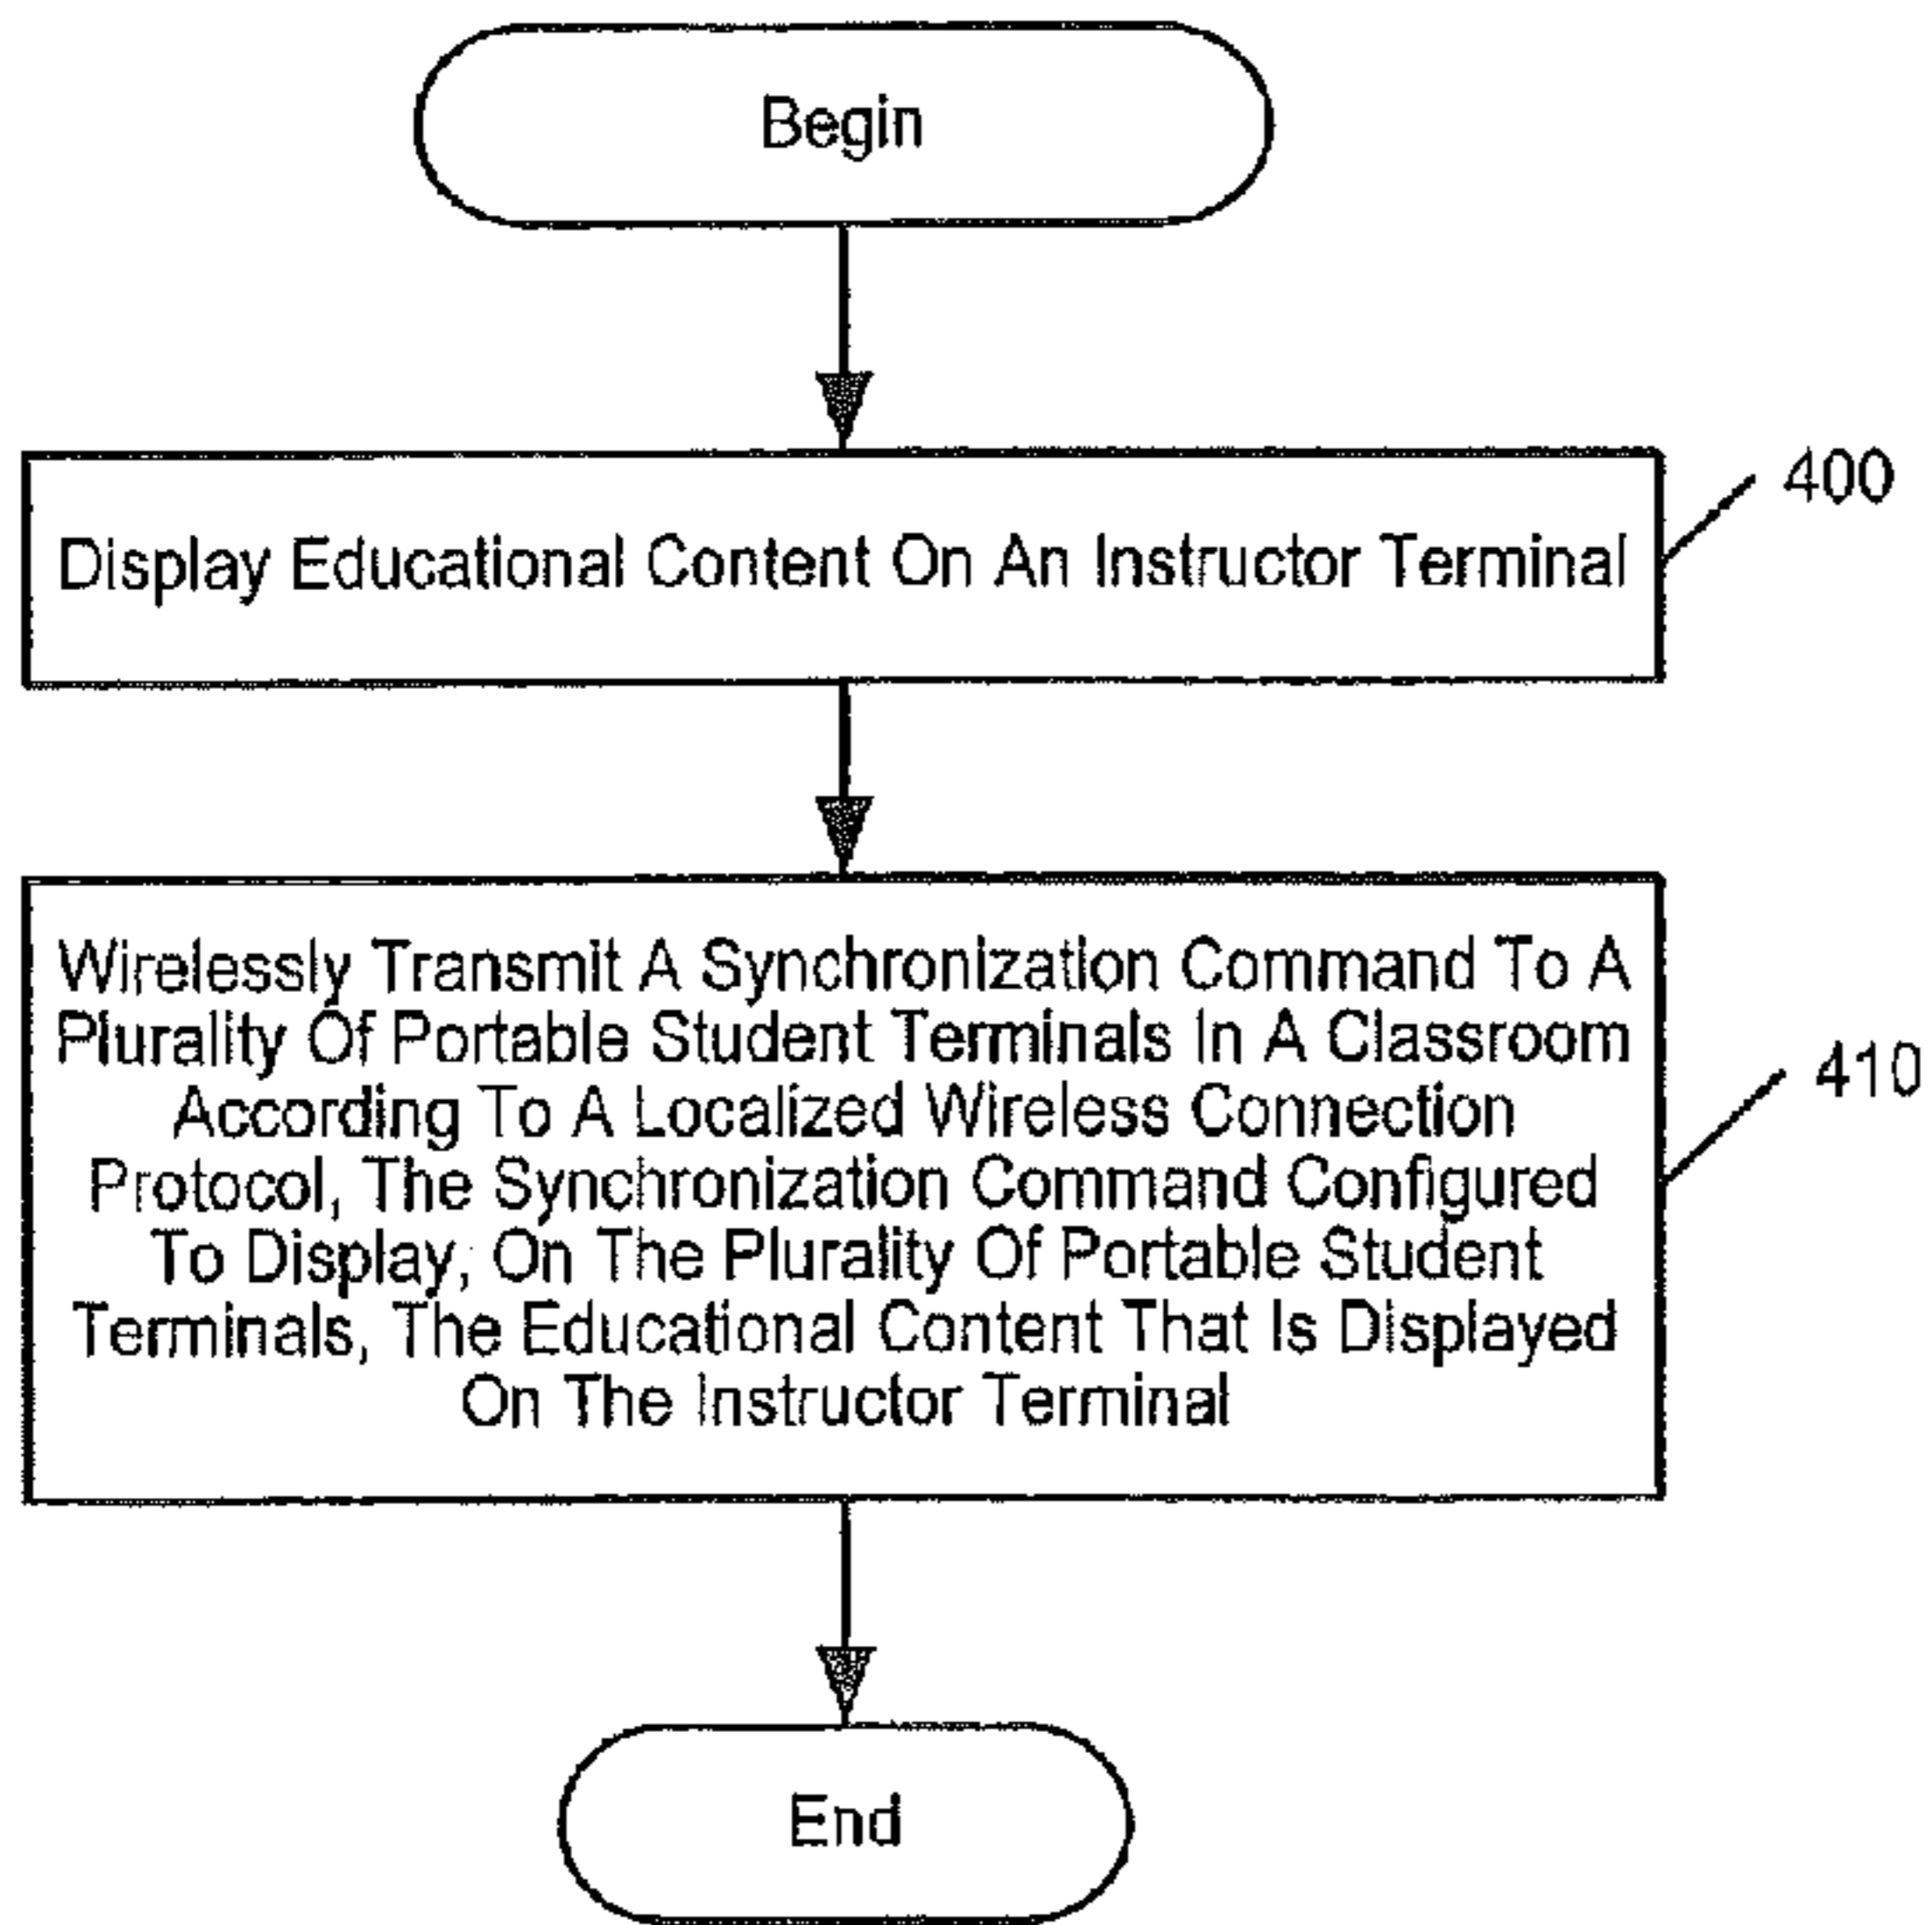 Begin
Display Educational Content On An Instructor Terminal
400
Wirelessly Transmit A Synchronization Command To A
Plurality Of Portable Student Terminals In A Classroom
According To A Localized Wireless Connection
Protocol, The Synchronization Command Configured
To Display, On The Plurality Of Portable Student
Terminals, The Educational Content That Is Displayed
On The Instructor Terminal
410
End